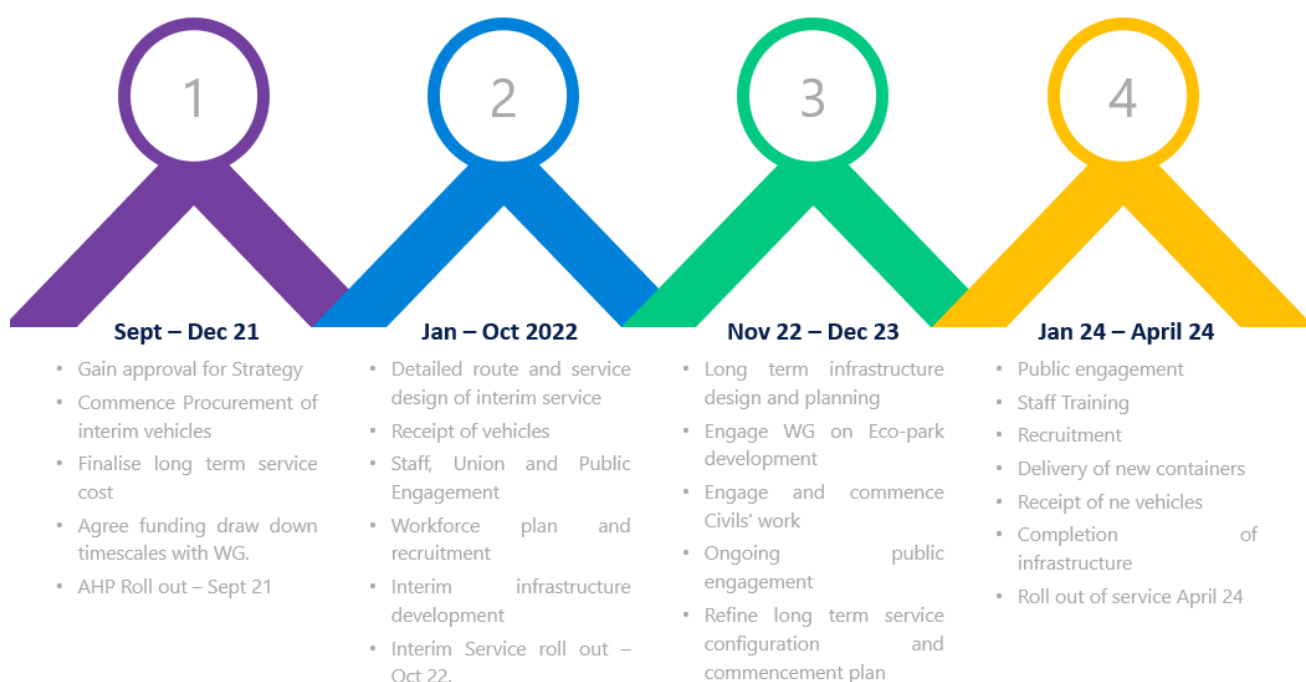 1
2
3
4
Sept – Dec 21
• Gain approval for Strategy
• Commence Procurement of
interim vehicles
• Finalise long term service
cost
• Agree funding draw down
timescales with WG.
• AHP Roll out – Sept 21
Jan – Oct 2022
• Detailed route and service
design of interim service
• Receipt of vehicles
• Staff, Union and Public
Engagement
• Workforce plan and
recruitment
• Interim infrastructure
development
• Interim Service roll out –
Oct 22.
Nov 22 – Dec 23
• Long term infrastructure
design and planning
• Engage WG on Eco-park
development
• Engage and commence
Civils' work
• Ongoing public
engagement
• Refine long term service
configuration and
commencement plan
Jan 24 – April 24
• Public engagement
• Staff Training
• Recruitment
• Delivery of new containers
• Receipt of ne vehicles
• Completion of
infrastructure
• Roll out of service April 24